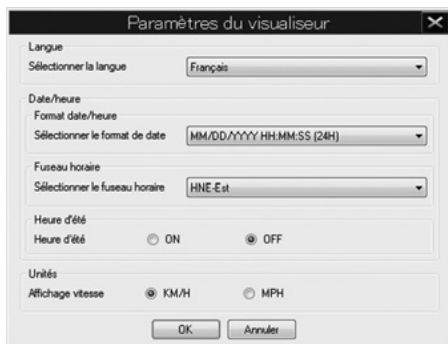 Paramètres du visualiseur
Langue
Sélectionner la langue Français
Date/heure
Format date/heure
Sélectionner le format de date MM/DD/YYYY HH:MM:SS (24H)
Fuseau horaire
Sélectionner le fuseau horaire HNE-Est
Heure d'été
Heure d'été ON OFF
Unités
Affichage vitesse KM/H MPH
OK Annuler